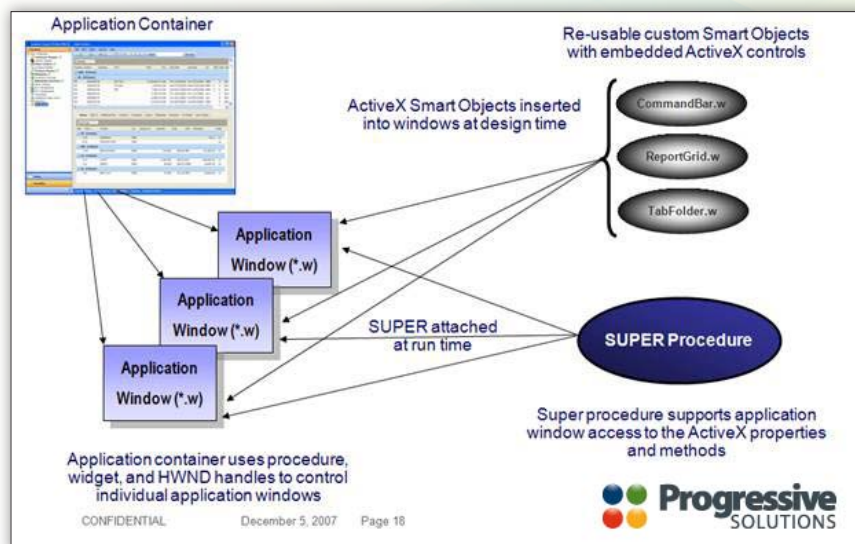 Application Container
Re-usable custom Smart Objects
with embedded ActiveX controls
ActiveX Smart Objects inserted
into windows at design time
CommandBar.w
ReportGrid.w
TabFolder.w
Application
Window (*.w)
Application
Window (*.w)
Application
Window (*.w)
SUPER attached
at run time
SUPER Procedure
Super procedure supports application
window access to the ActiveX properties
and methods
Application container uses procedure,
widget, and HWND handles to control
individual application windows
CONFIDENTIAL December 5, 2007 Page 18
Progressive
SOLUTIONS